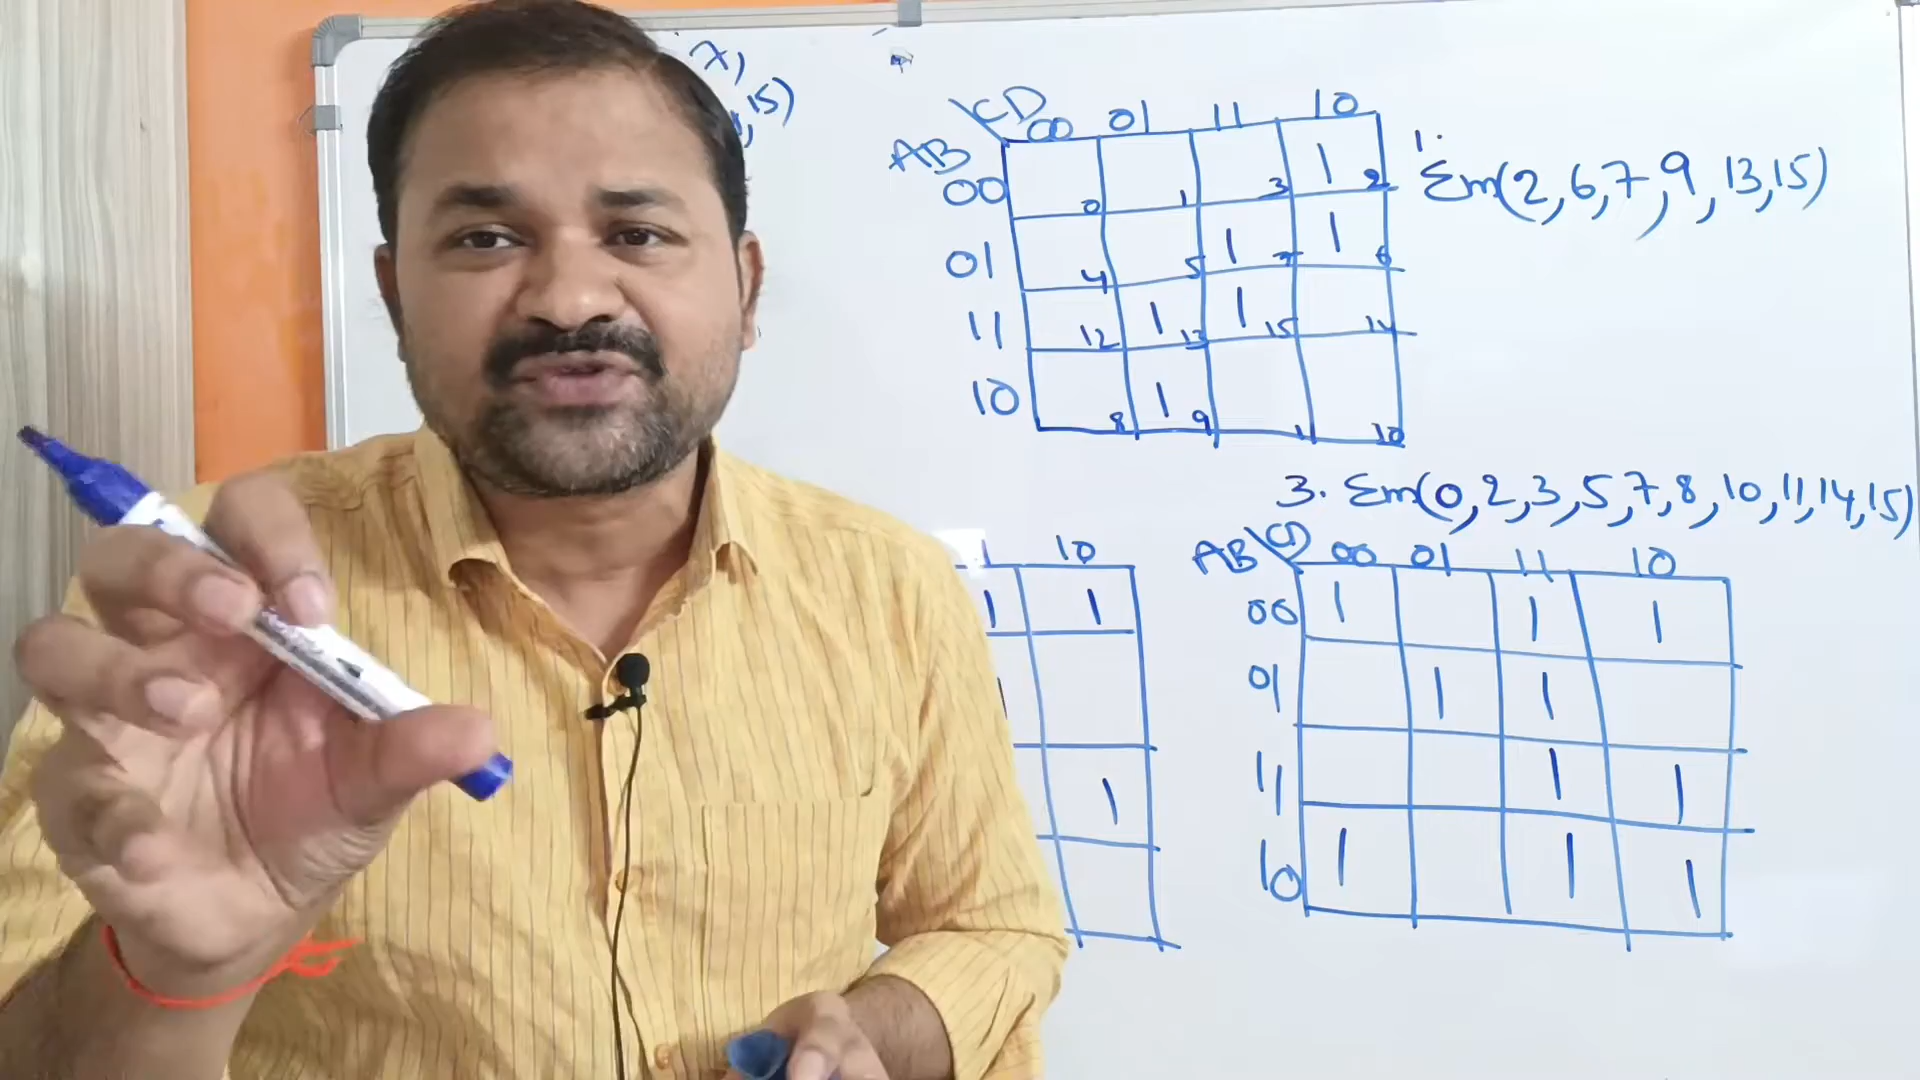 7,
,15)
CD
00 01 11 10
AB
00 0 1 3 1 2
01 4 5 1 7 1 6
11 12 1 13 1 15 14
10 8 1 9 10
1.
Σm(2,6,7,9,13,15)
3. Σm(0,2,3,5,7,8,10,11,14,15)
1 10
1 1
1
1
AB CD 00 01 11 10
00 1 1 1
01 1 1
11 1 1
10 1 1 1